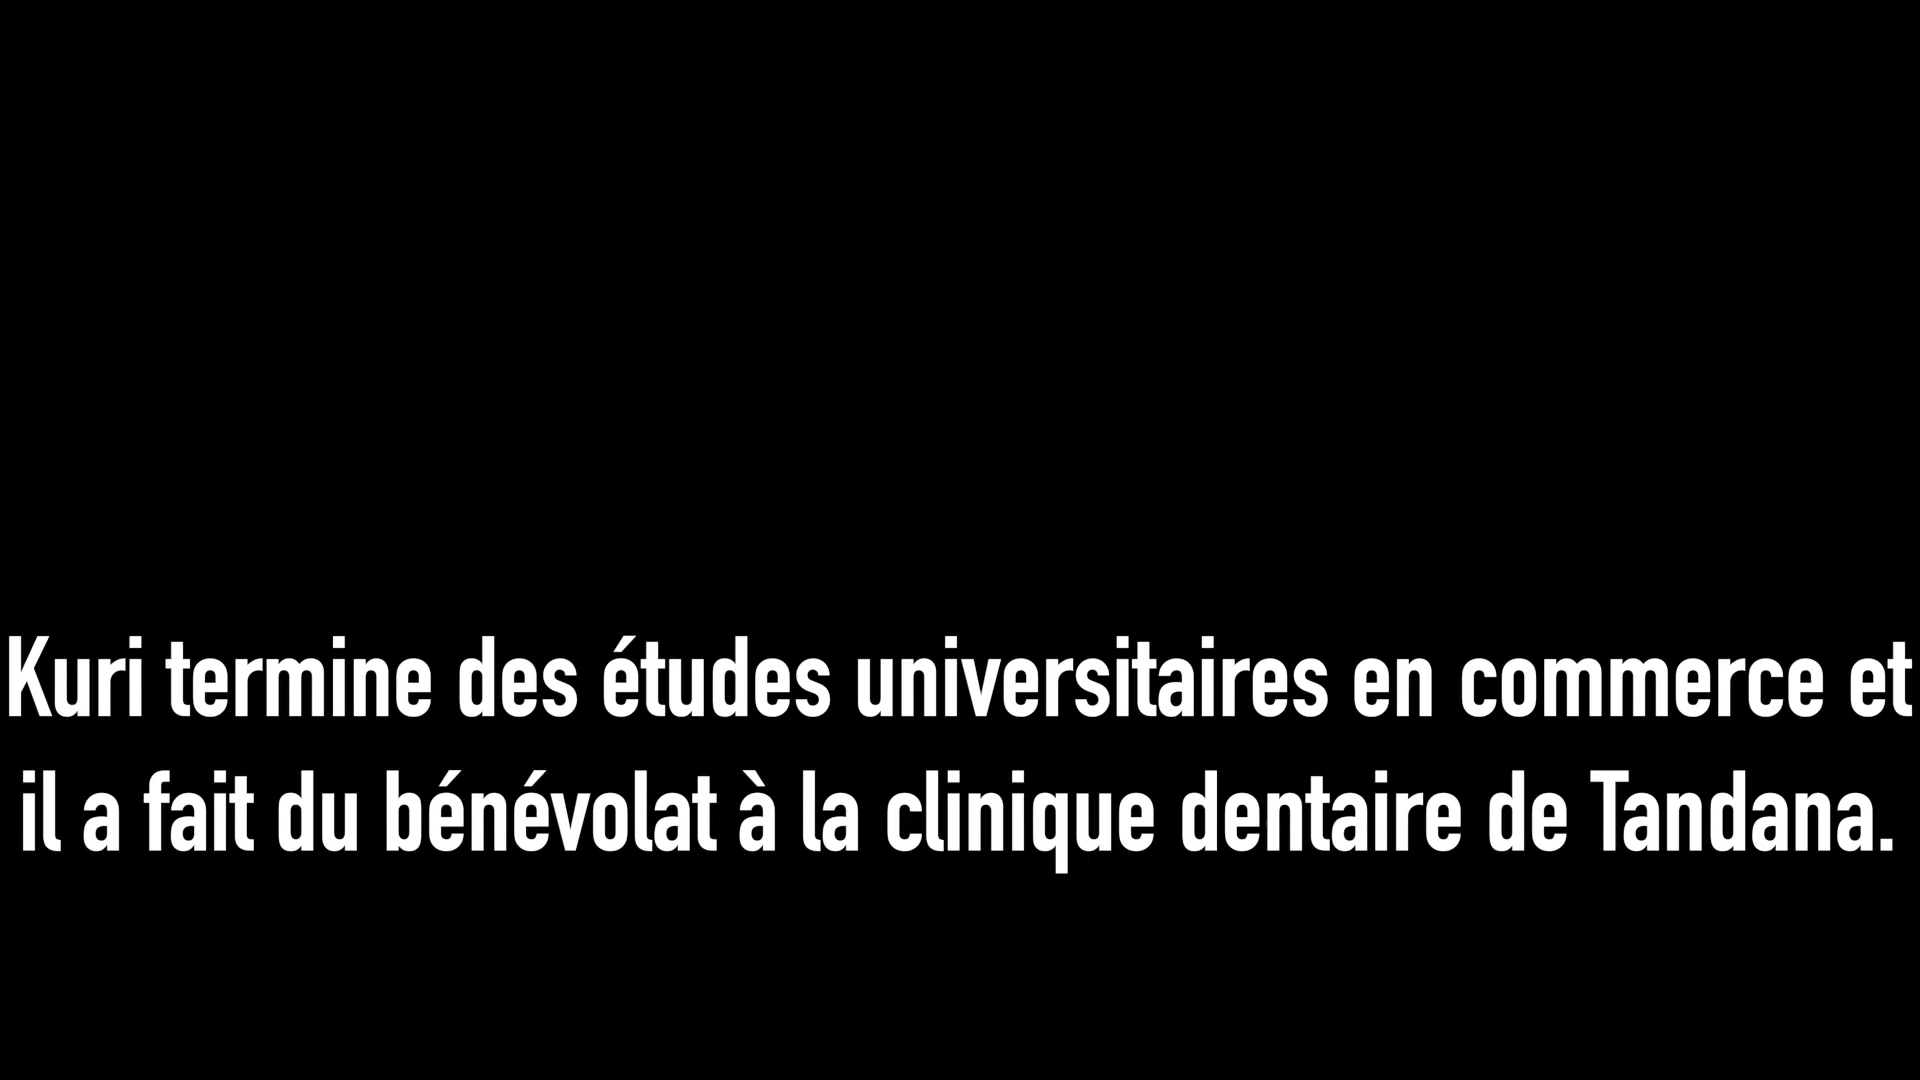 Kuri termine des études universitaires en commerce et
il a fait du bénévolat à la clinique dentaire de Tandana.